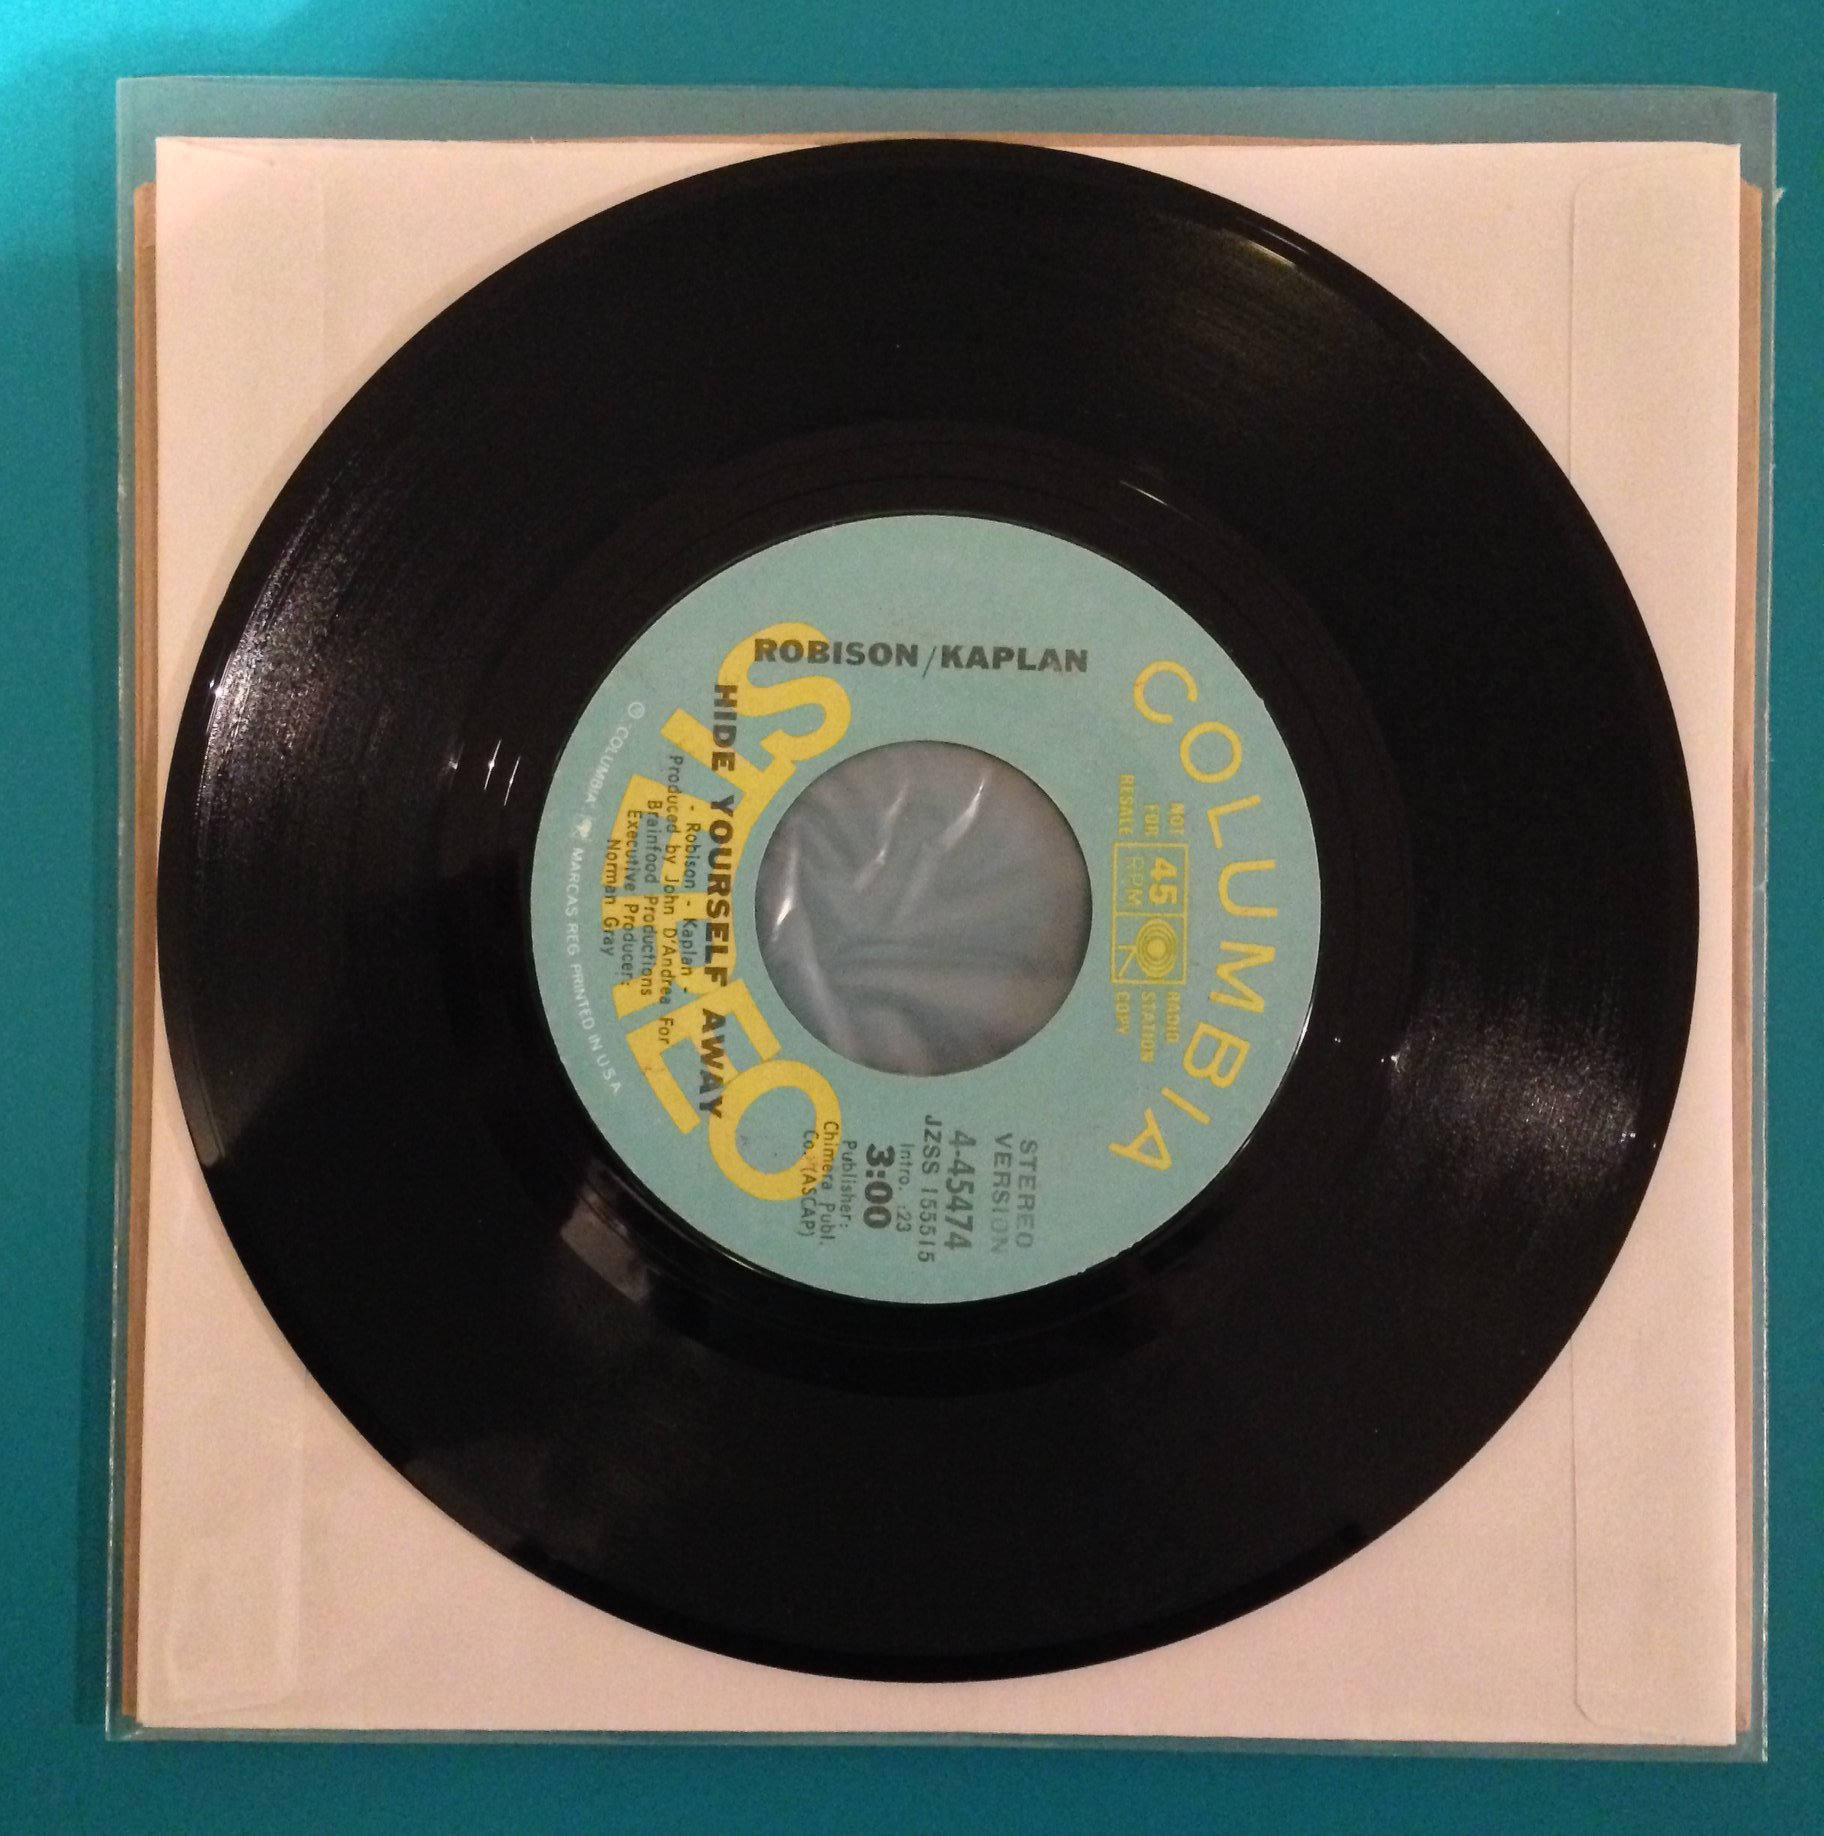 COLUMBIA
NOT
FOR
RESALE
45
RPM
RADIO
STATION
COPY
STEREO
VERSION
4-45474
JZSS 155515
Intro. :23
3:00
Publisher:
Chimera Publ.
Co. (ASCAP)
ROBISON/KAPLAN
STEREO
HIDE YOURSELF AWAY
- Robison - Kaplan -
Produced by John D'Andrea For
Brainfood Productions
Executive Producer:
Norman Gray
℗ "COLUMBIA," MARCAS REG. PRINTED IN U.S.A.